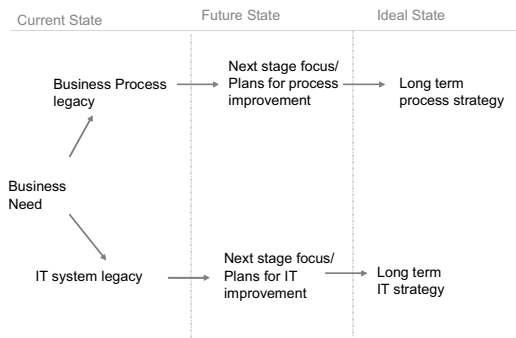 Current State
Future State
Ideal State
Business Process
legacy
Next stage focus/
Plans for process
improvement
Long term
process strategy
Business
Need
IT system legacy
Next stage focus/
Plans for IT
improvement
Long term
IT strategy